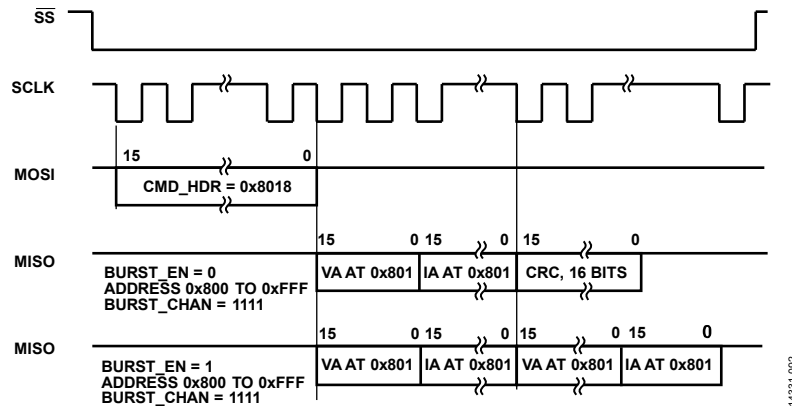 SS
SCLK
15 0
MOSI
CMD_HDR = 0x8018
15 0 15 0 15 0
MISO
VA AT 0x801 IA AT 0x801 CRC, 16 BITS
BURST_EN = 0
ADDRESS 0x800 TO 0xFFF
BURST_CHAN = 1111
15 0 15 0 15 0 15 0
MISO
VA AT 0x801 IA AT 0x801 VA AT 0x801 IA AT 0x801
BURST_EN = 1
ADDRESS 0x800 TO 0xFFF
BURST_CHAN = 1111